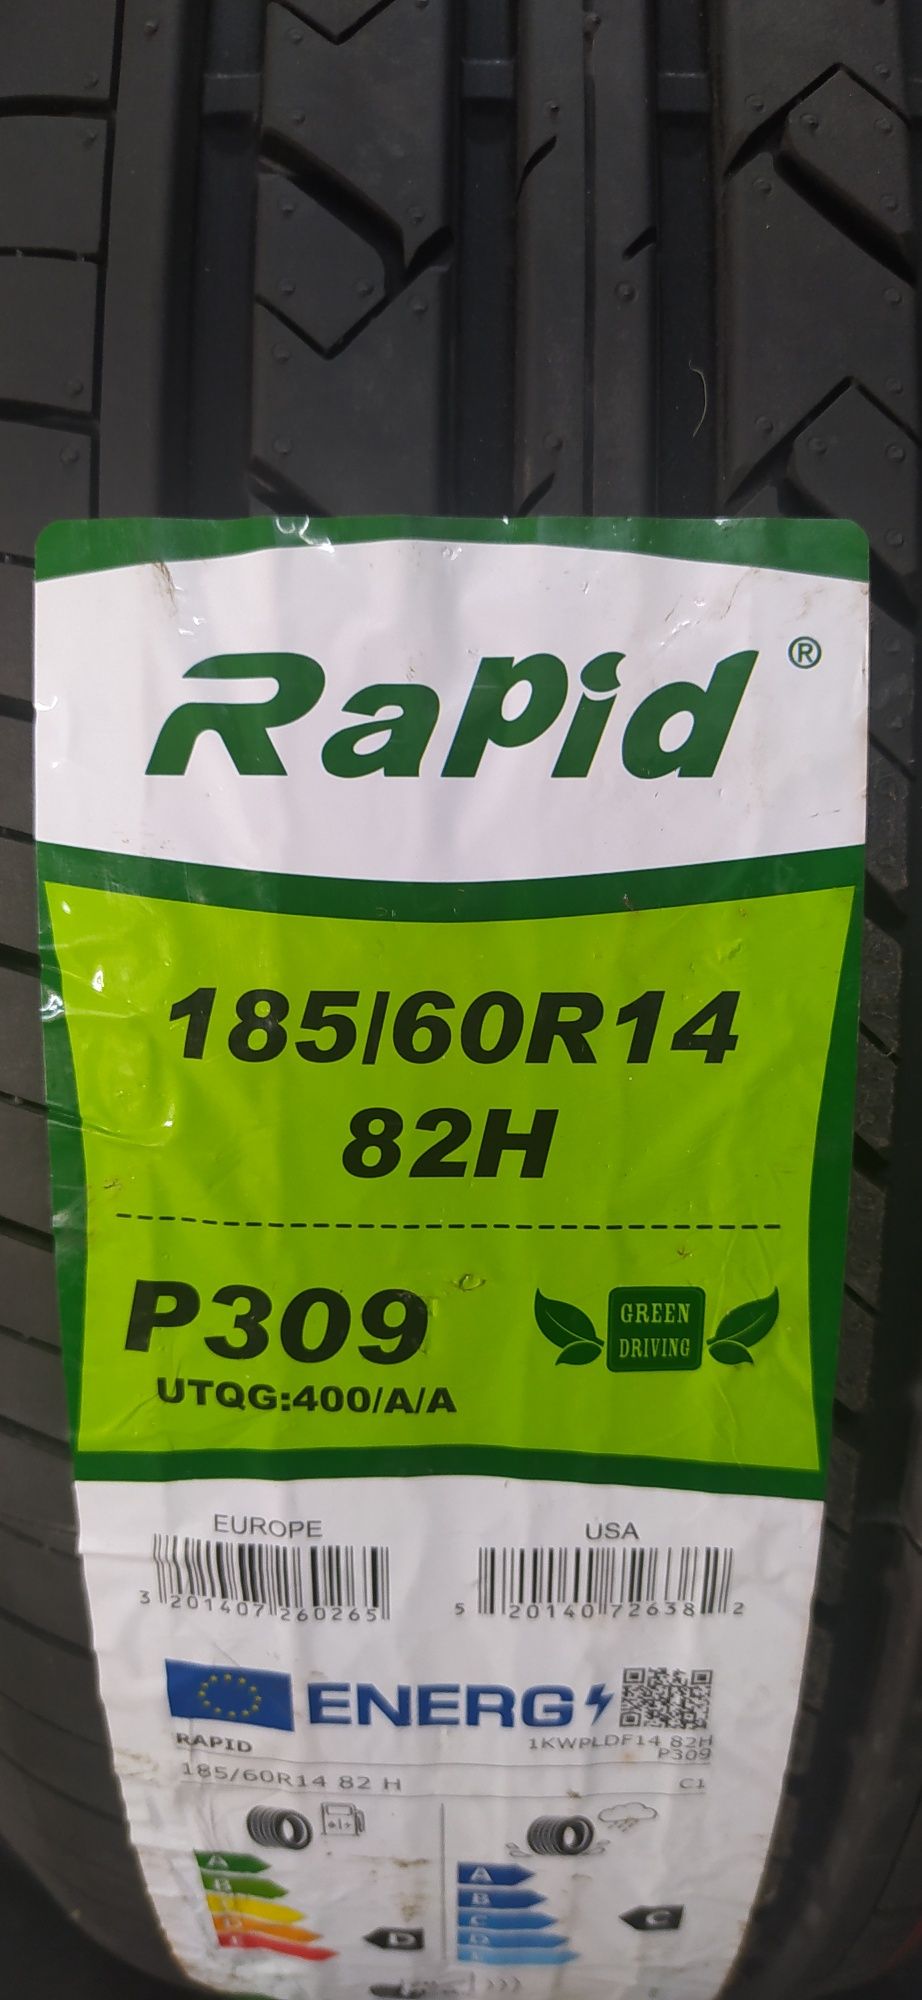 Rapid ®
185/60R14
82H
P309
GREEN
DRIVING
UTQG:400/A/A
EUROPE
USA
3 201407 260265
5 20140 72638 2
ENERG
RAPID
1KWPLDF14 82H
P309
185/60R14 82 H
C1
A
B
D
A
B
C
D
D
C